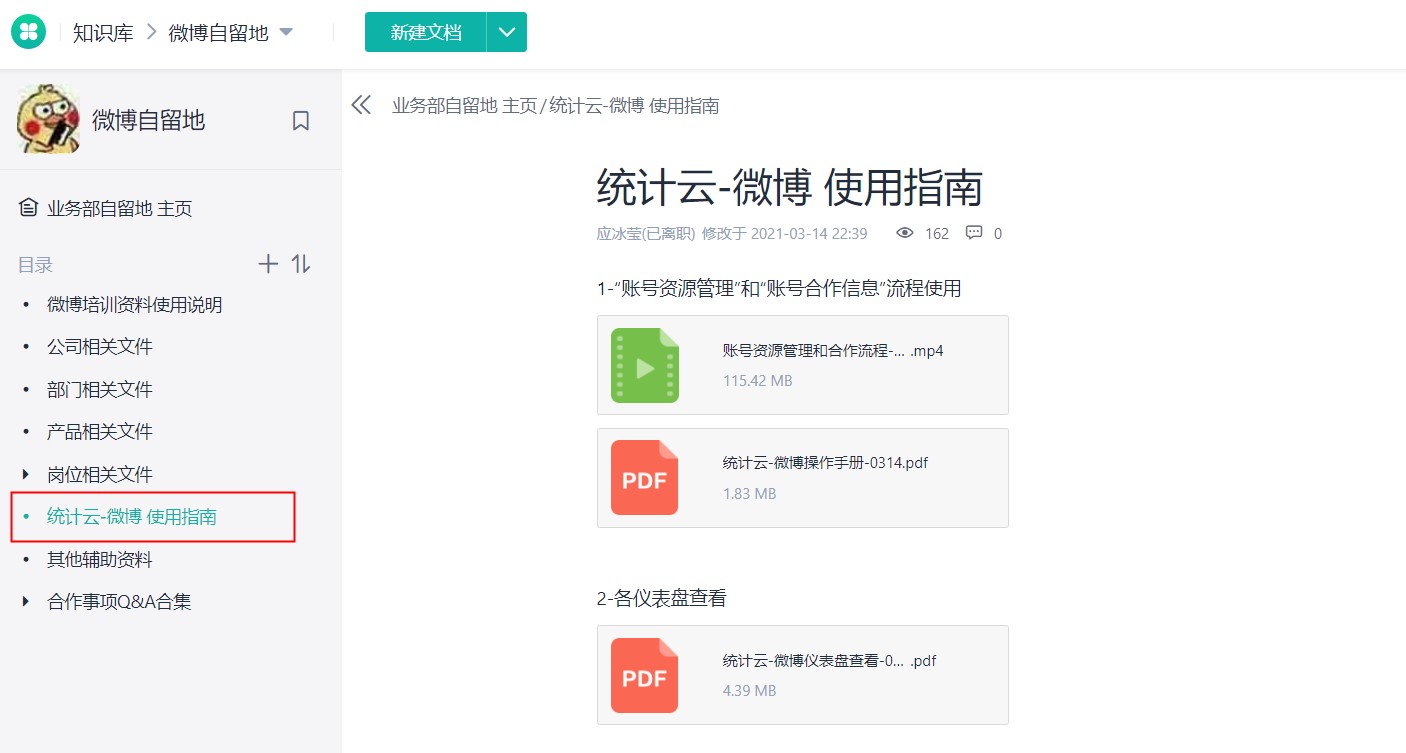 知识库 微博自留地
新建文档
微博自留地
业务部自留地 主页
目录
微博培训资料使用说明
公司相关文件
部门相关文件
产品相关文件
岗位相关文件
统计云-微博 使用指南
其他辅助资料
合作事项Q&A合集
业务部自留地 主页/统计云-微博 使用指南
统计云-微博 使用指南
应冰莹(已离职) 修改于 2021-03-14 22:39 162 0
1-“账号资源管理”和“账号合作信息”流程使用
账号资源管理和合作流程-... .mp4
115.42 MB
PDF
统计云-微博操作手册-0314.pdf
1.83 MB
2-各仪表盘查看
PDF
统计云-微博仪表盘查看-0... .pdf
4.39 MB